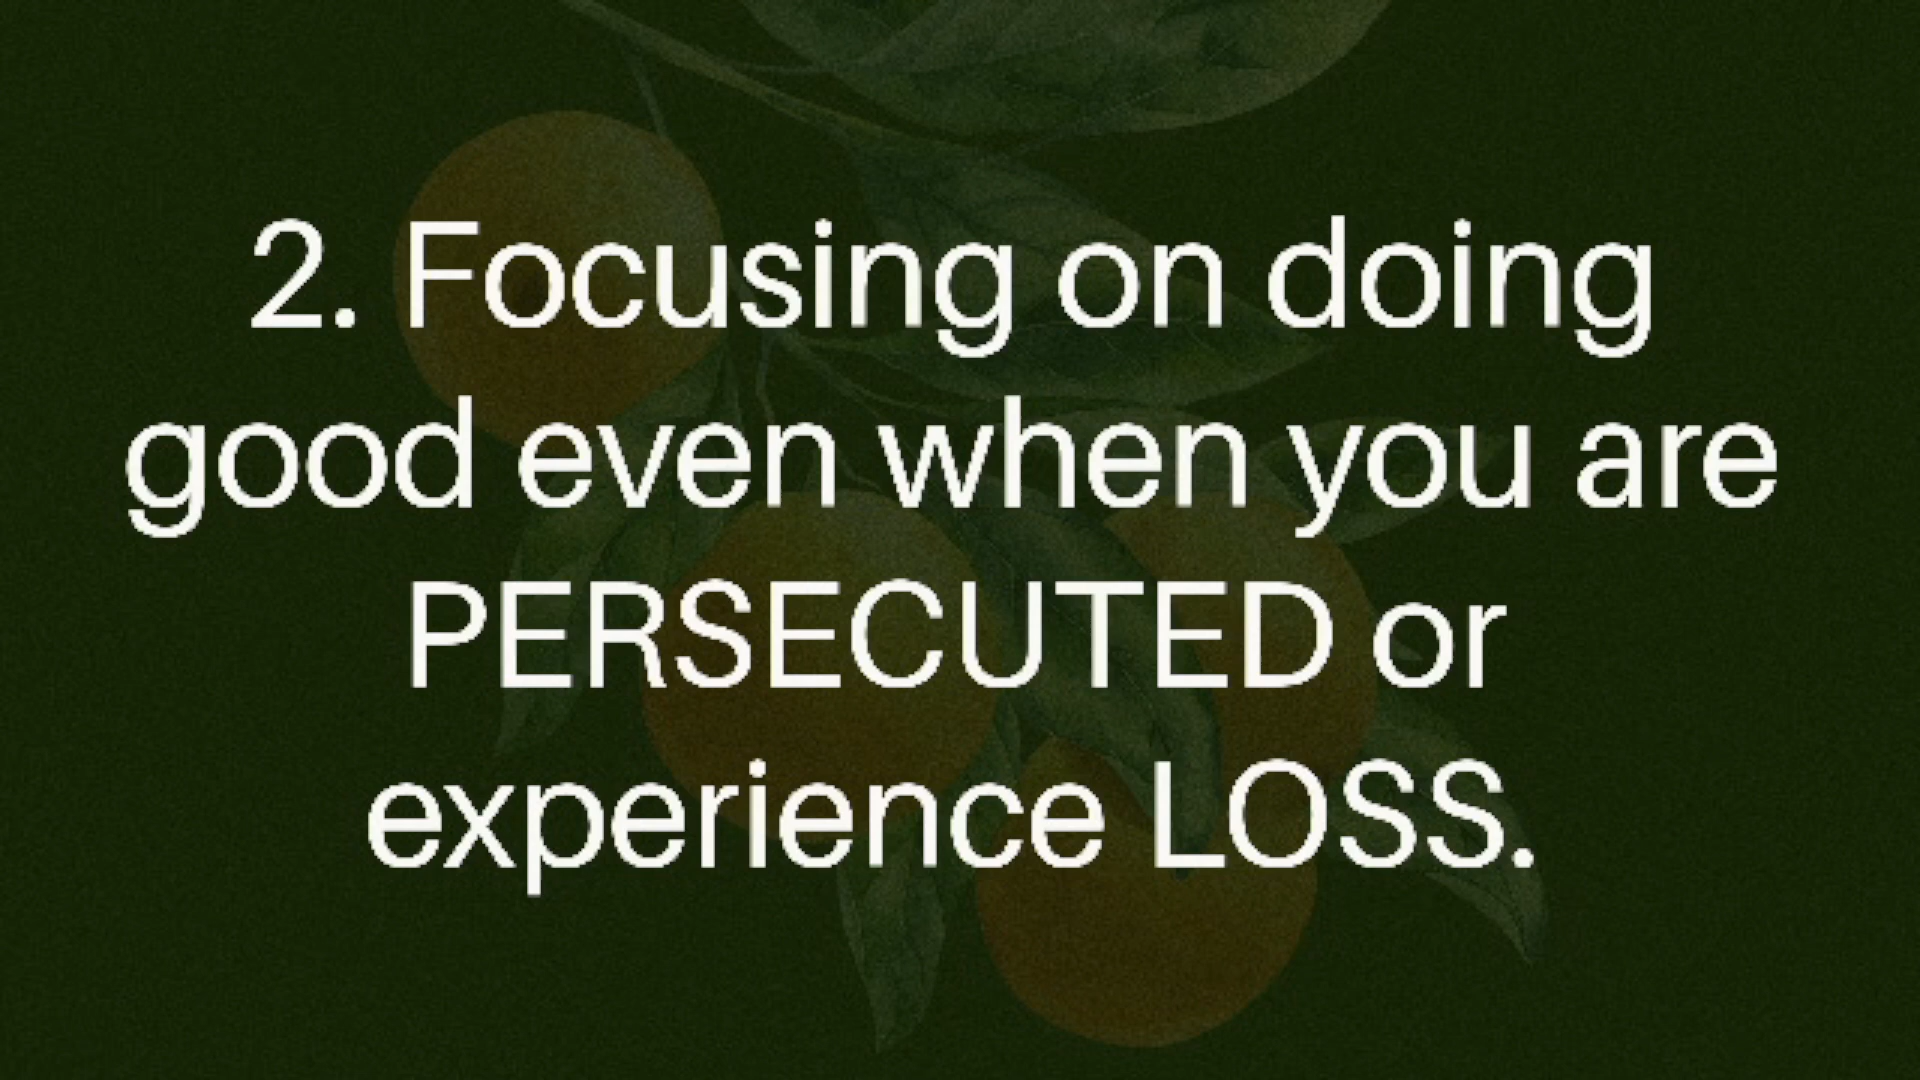 2. Focusing on doing
good even when you are
PERSECUTED or
experience LOSS.